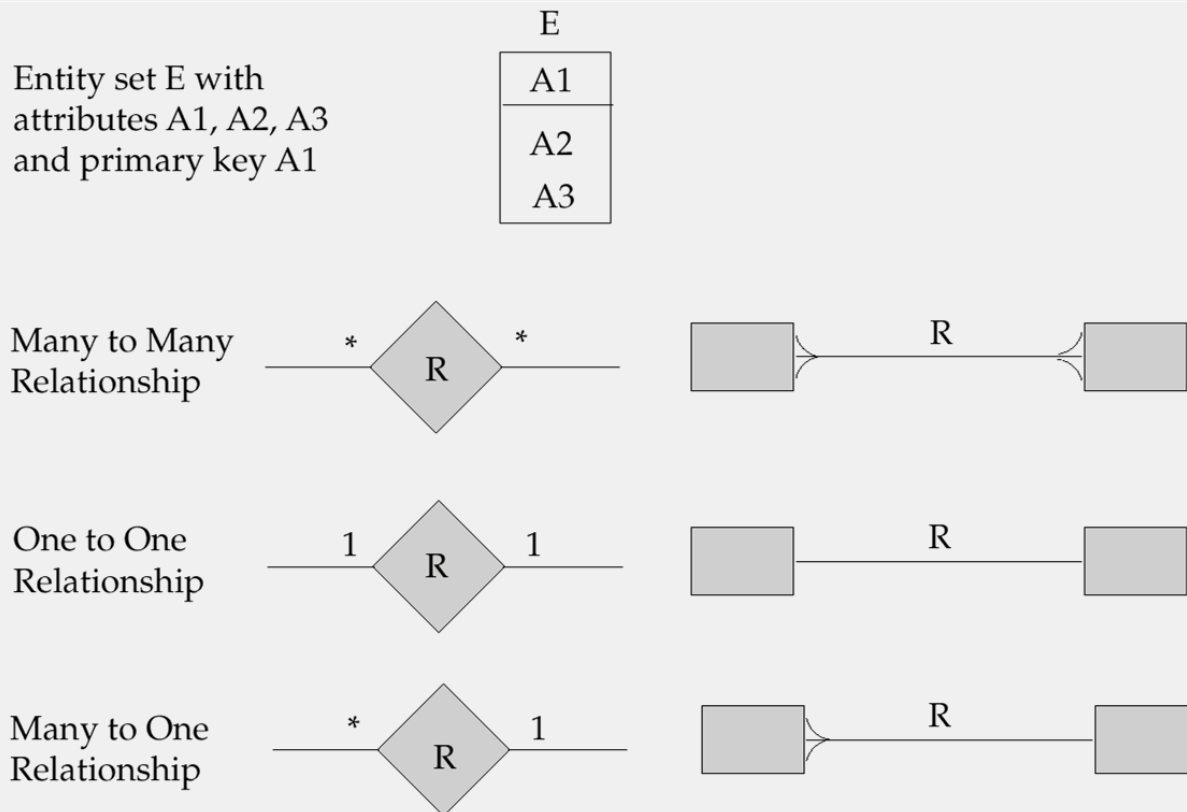 E
Entity set E with
attributes A1, A2, A3
and primary key A1
A1
A2
A3
Many to Many
Relationship
* R *
R
One to One
Relationship
1 R 1
R
Many to One
Relationship
* R 1
R